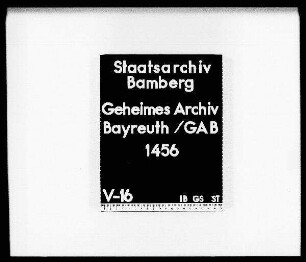 Staatsarchiv
Bamberg
Geheimes Archiv
Bayreuth /GAB
1456
V-16 IB GS ST